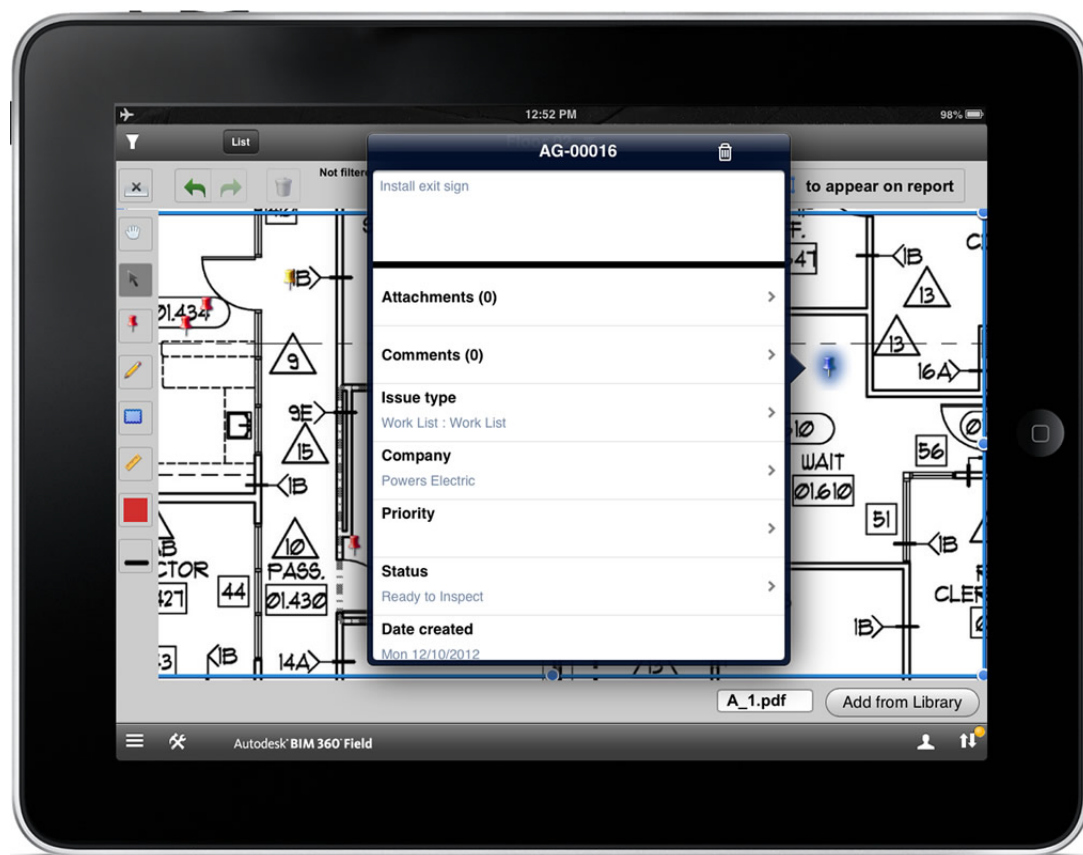 12:52 PM
98%
List
AG-00016
Not filter
Install exit sign
to appear on report
Attachments (0)
Comments (0)
Issue type
Work List : Work List
Company
Powers Electric
Priority
Status
Ready to Inspect
Date created
Mon 12/10/2012
1B
01.434
9
9E
15
1B
10
PASS.
01.430
44
CTOR
427
1B
14A
47
1B
13
13
16A
WAIT
01.610
56
51
1B
CLER
1B
A_1.pdf
Add from Library
Autodesk® BIM 360® Field